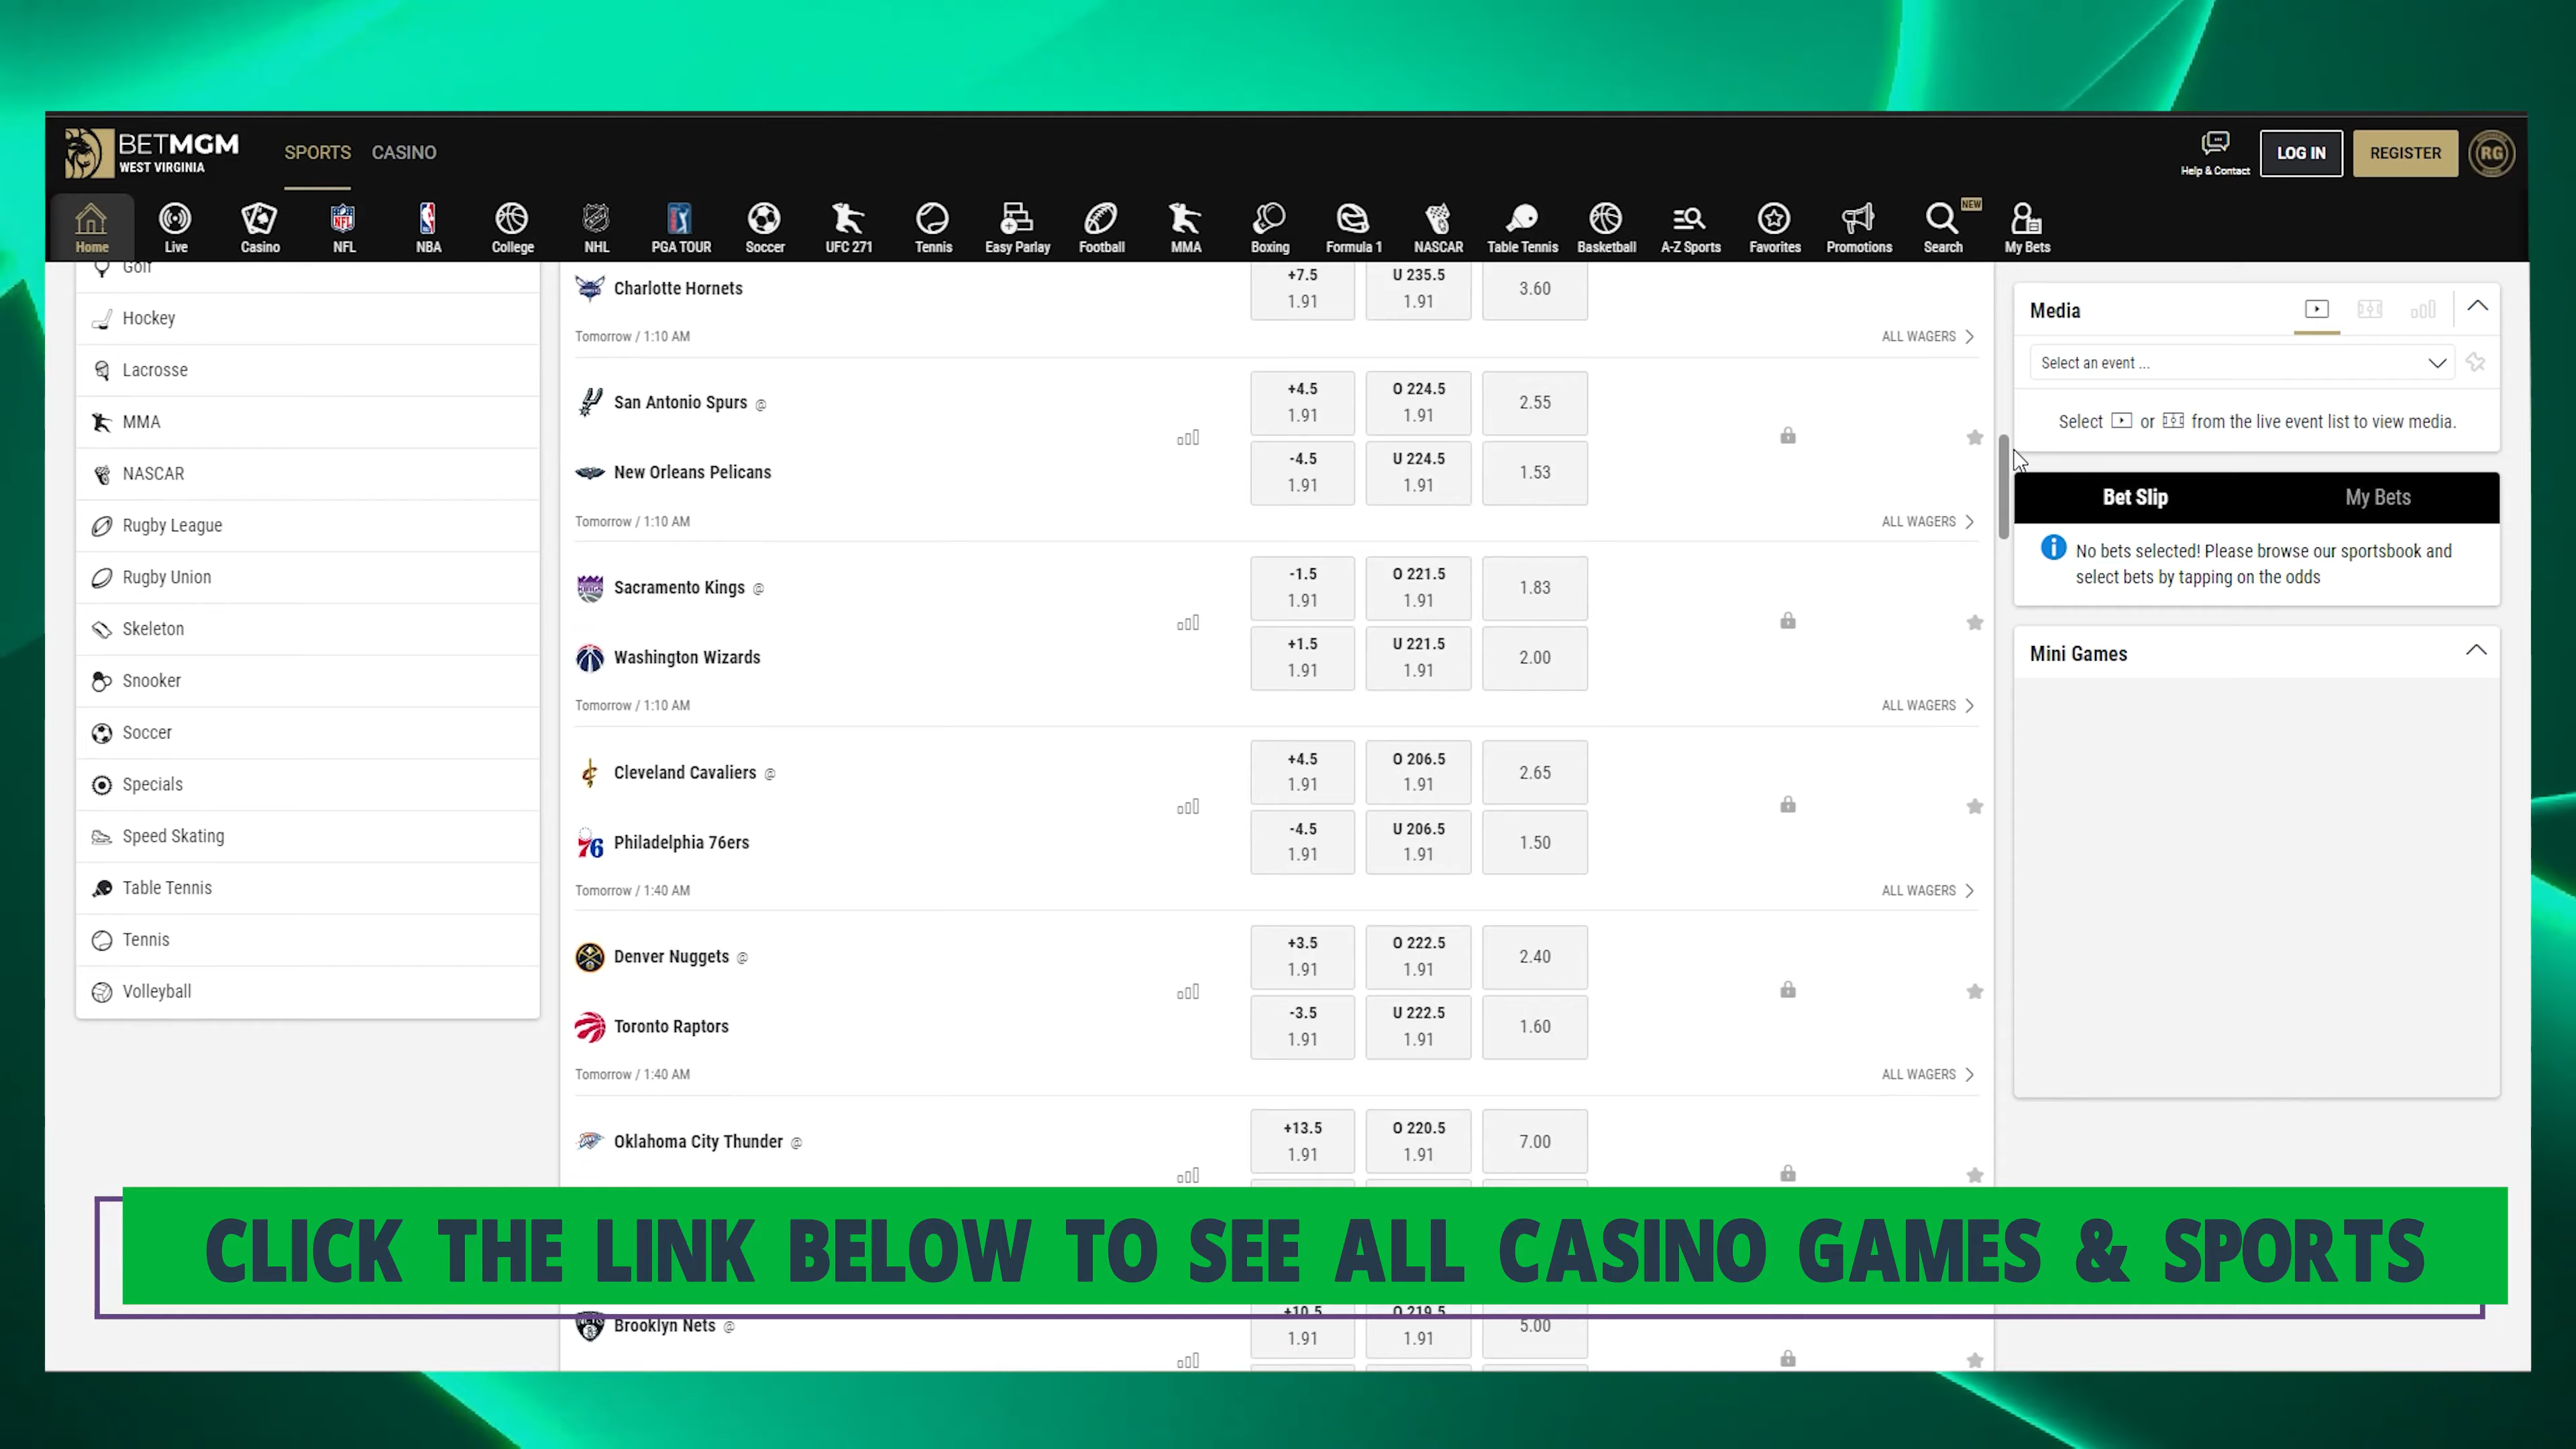 BETMGM
WEST VIRGINIA
SPORTS
CASINO
Help & Contact
LOG IN
REGISTER
RG
Home
Live
Casino
NFL
NBA
College
NHL
PGA TOUR
Soccer
UFC 271
Tennis
Easy Parlay
Football
MMA
Boxing
Formula 1
NASCAR
Table Tennis
Basketball
A-Z Sports
Favorites
Promotions
NEW
Search
My Bets
Golf
Hockey
Lacrosse
MMA
NASCAR
Rugby League
Rugby Union
Skeleton
Snooker
Soccer
Specials
Speed Skating
Table Tennis
Tennis
Volleyball
Charlotte Hornets
+7.5
1.91
U 235.5
1.91
3.60
Tomorrow / 1:10 AM
ALL WAGERS
San Antonio Spurs @
+4.5
1.91
O 224.5
1.91
2.55
New Orleans Pelicans
-4.5
1.91
U 224.5
1.91
1.53
Tomorrow / 1:10 AM
ALL WAGERS
Sacramento Kings @
-1.5
1.91
O 221.5
1.91
1.83
Washington Wizards
+1.5
1.91
U 221.5
1.91
2.00
Tomorrow / 1:10 AM
ALL WAGERS
Cleveland Cavaliers @
+4.5
1.91
O 206.5
1.91
2.65
Philadelphia 76ers
-4.5
1.91
U 206.5
1.91
1.50
Tomorrow / 1:40 AM
ALL WAGERS
Denver Nuggets @
+3.5
1.91
O 222.5
1.91
2.40
Toronto Raptors
-3.5
1.91
U 222.5
1.91
1.60
Tomorrow / 1:40 AM
ALL WAGERS
Oklahoma City Thunder @
+13.5
1.91
O 220.5
1.91
7.00
Brooklyn Nets @
+10.5
1.91
O 219.5
1.91
5.00
Media
Select an event ...
Select or from the live event list to view media.
Bet Slip
My Bets
No bets selected! Please browse our sportsbook and
select bets by tapping on the odds
Mini Games
CLICK THE LINK BELOW TO SEE ALL CASINO GAMES & SPORTS